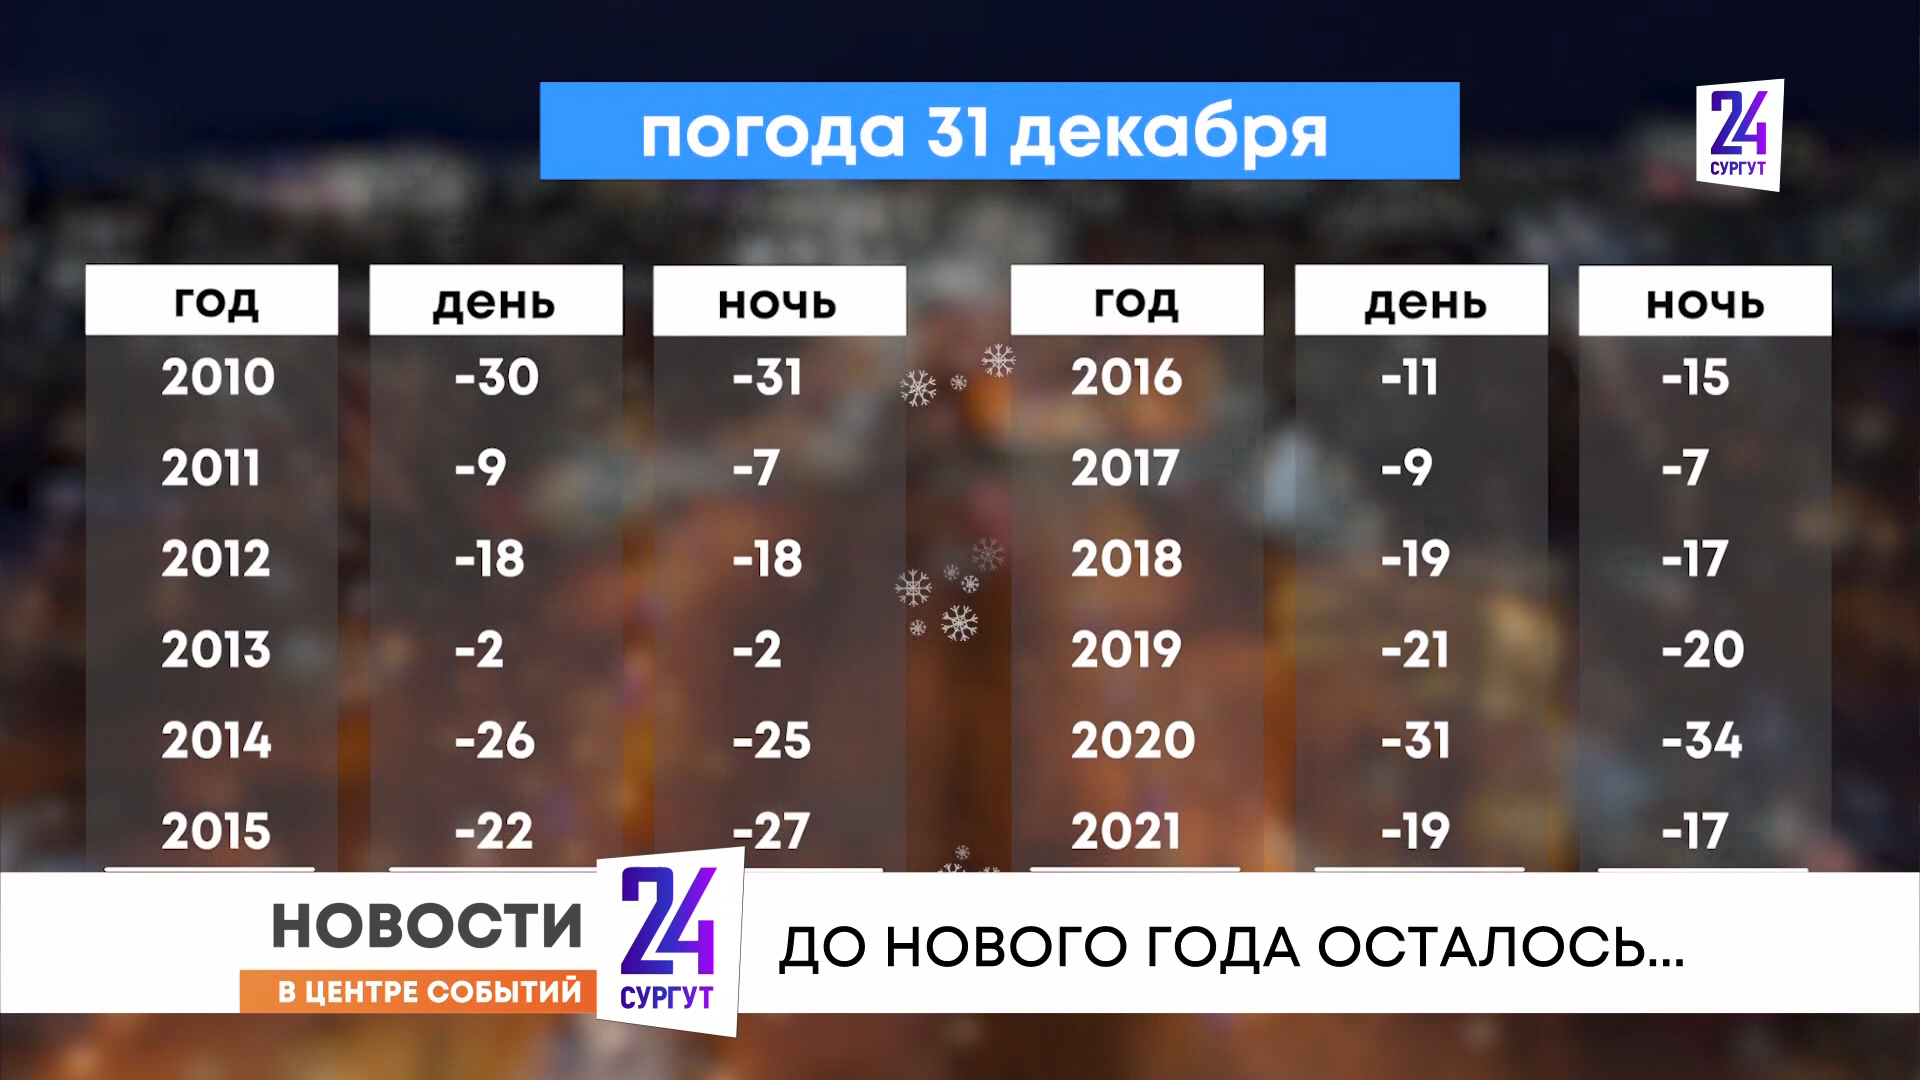 погода 31 декабря
24
СУРГУТ
год день ночь
2010 -30 -31
2011 -9 -7
2012 -18 -18
2013 -2 -2
2014 -26 -25
2015 -22 -27
год день ночь
2016 -11 -15
2017 -9 -7
2018 -19 -17
2019 -21 -20
2020 -31 -34
2021 -19 -17
НОВОСТИ
В ЦЕНТРЕ СОБЫТИЙ
24
СУРГУТ
ДО НОВОГО ГОДА ОСТАЛОСЬ...